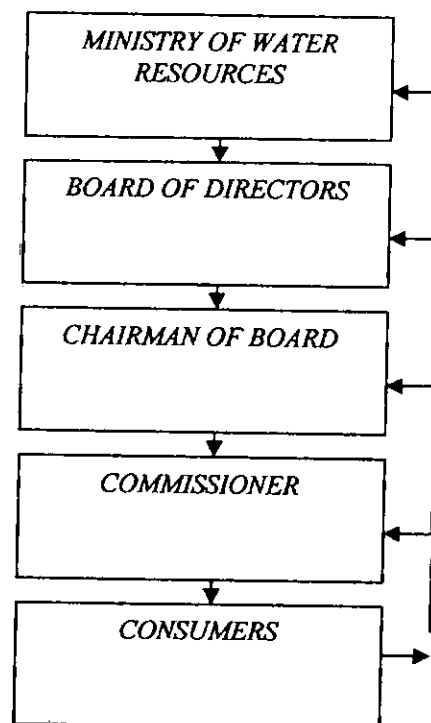 MINISTRY OF WATER
RESOURCES
BOARD OF DIRECTORS
CHAIRMAN OF BOARD
COMMISSIONER
CONSUMERS